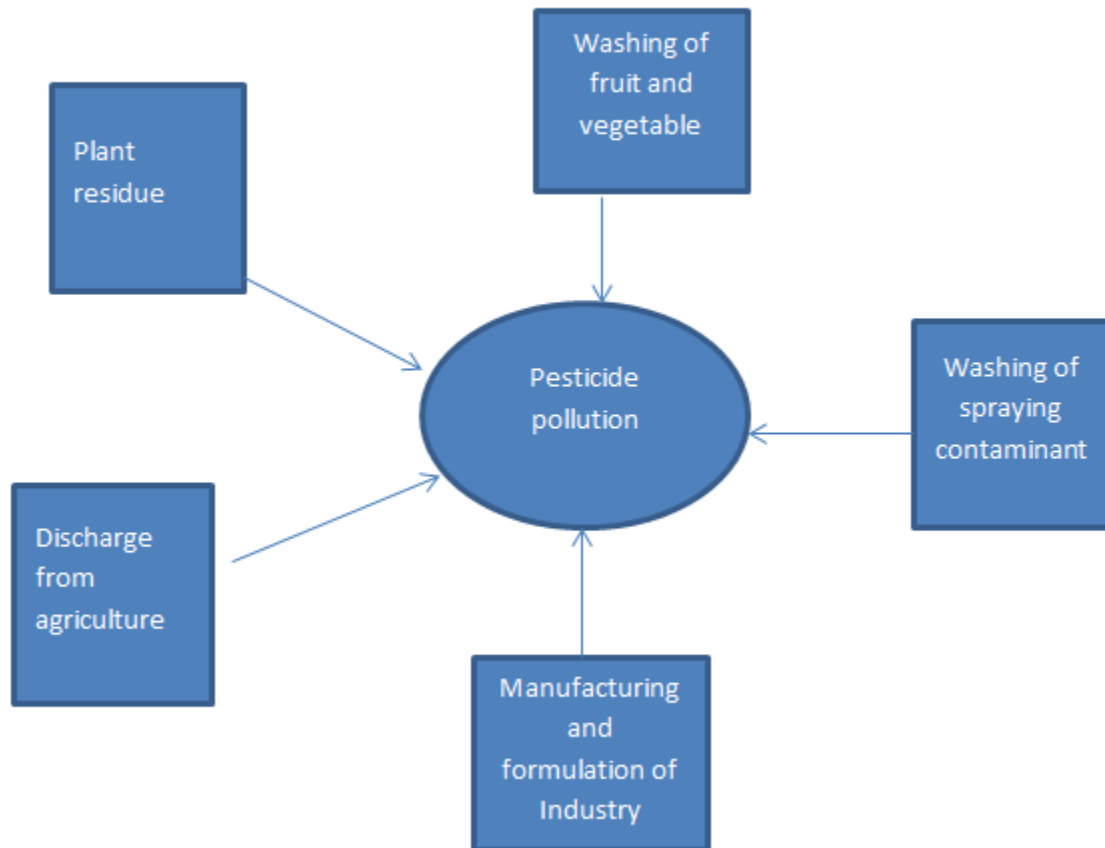 Washing of
fruit and
vegetable
Plant
residue
Pesticide
pollution
Washing of
spraying
contaminant
Discharge
from
agriculture
Manufacturing
and
formulation of
Industry